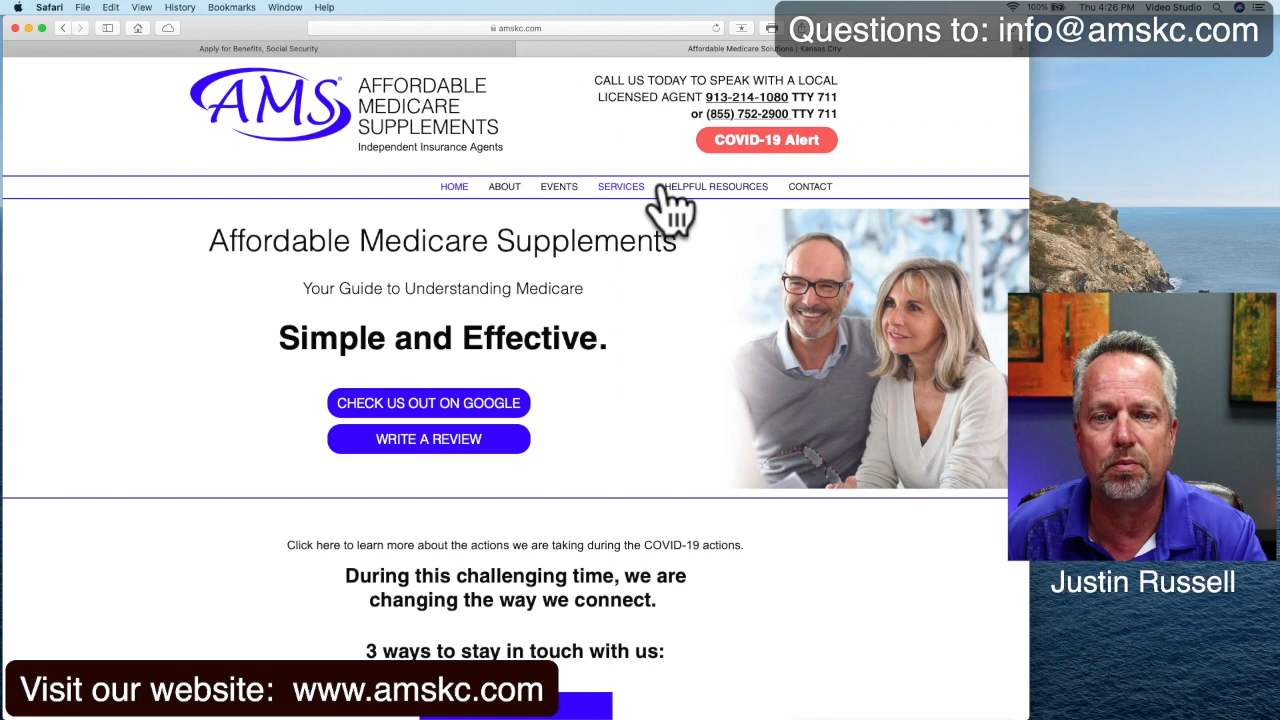 Safari File Edit View History Bookmarks Window Help
100% Thu 4:26 PM Video Studio
Questions to: info@amskc.com
amskc.com
Apply for Benefits, Social Security
Affordable Medicare Solutions | Kansas City
AMS®
AFFORDABLE
MEDICARE
SUPPLEMENTS
Independent Insurance Agents
CALL US TODAY TO SPEAK WITH A LOCAL
LICENSED AGENT 913-214-1080 TTY 711
or (855) 752-2900 TTY 711
COVID-19 Alert
HOME ABOUT EVENTS SERVICES HELPFUL RESOURCES CONTACT
Affordable Medicare Supplements
Your Guide to Understanding Medicare
Simple and Effective.
CHECK US OUT ON GOOGLE
WRITE A REVIEW
Click here to learn more about the actions we are taking during the COVID-19 actions.
During this challenging time, we are
changing the way we connect.
3 ways to stay in touch with us:
Justin Russell
Visit our website: www.amskc.com